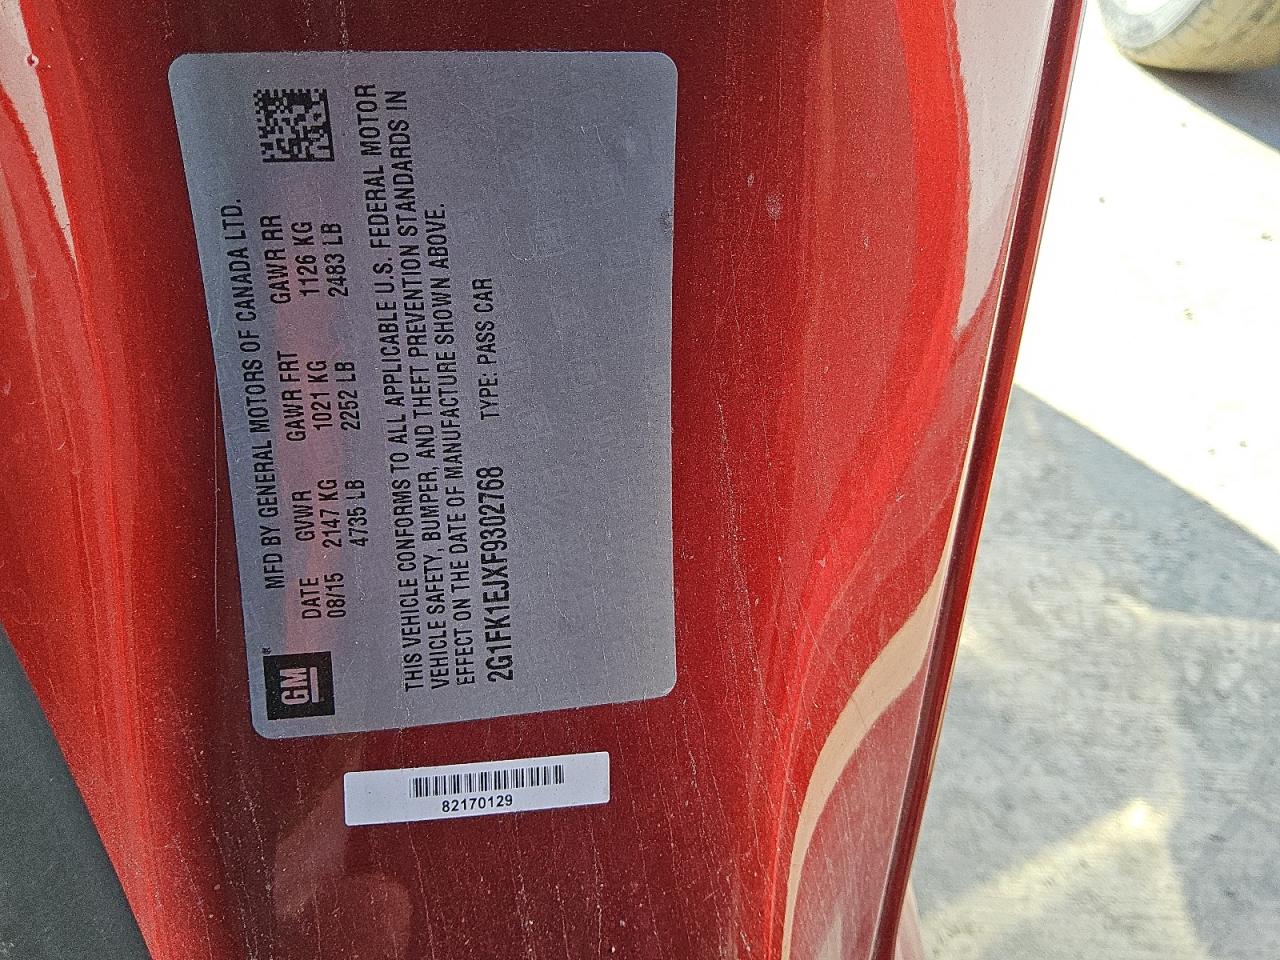 MFD BY GENERAL MOTORS OF CANADA LTD.
DATE GVWR GAWR FRT GAWR RR
08/15 2147 KG 1021 KG 1126 KG
4735 LB 2252 LB 2483 LB
GM®
THIS VEHICLE CONFORMS TO ALL APPLICABLE U.S. FEDERAL MOTOR
VEHICLE SAFETY, BUMPER, AND THEFT PREVENTION STANDARDS IN
EFFECT ON THE DATE OF MANUFACTURE SHOWN ABOVE.
2G1FK1EJXF9302768 TYPE: PASS CAR
82170129